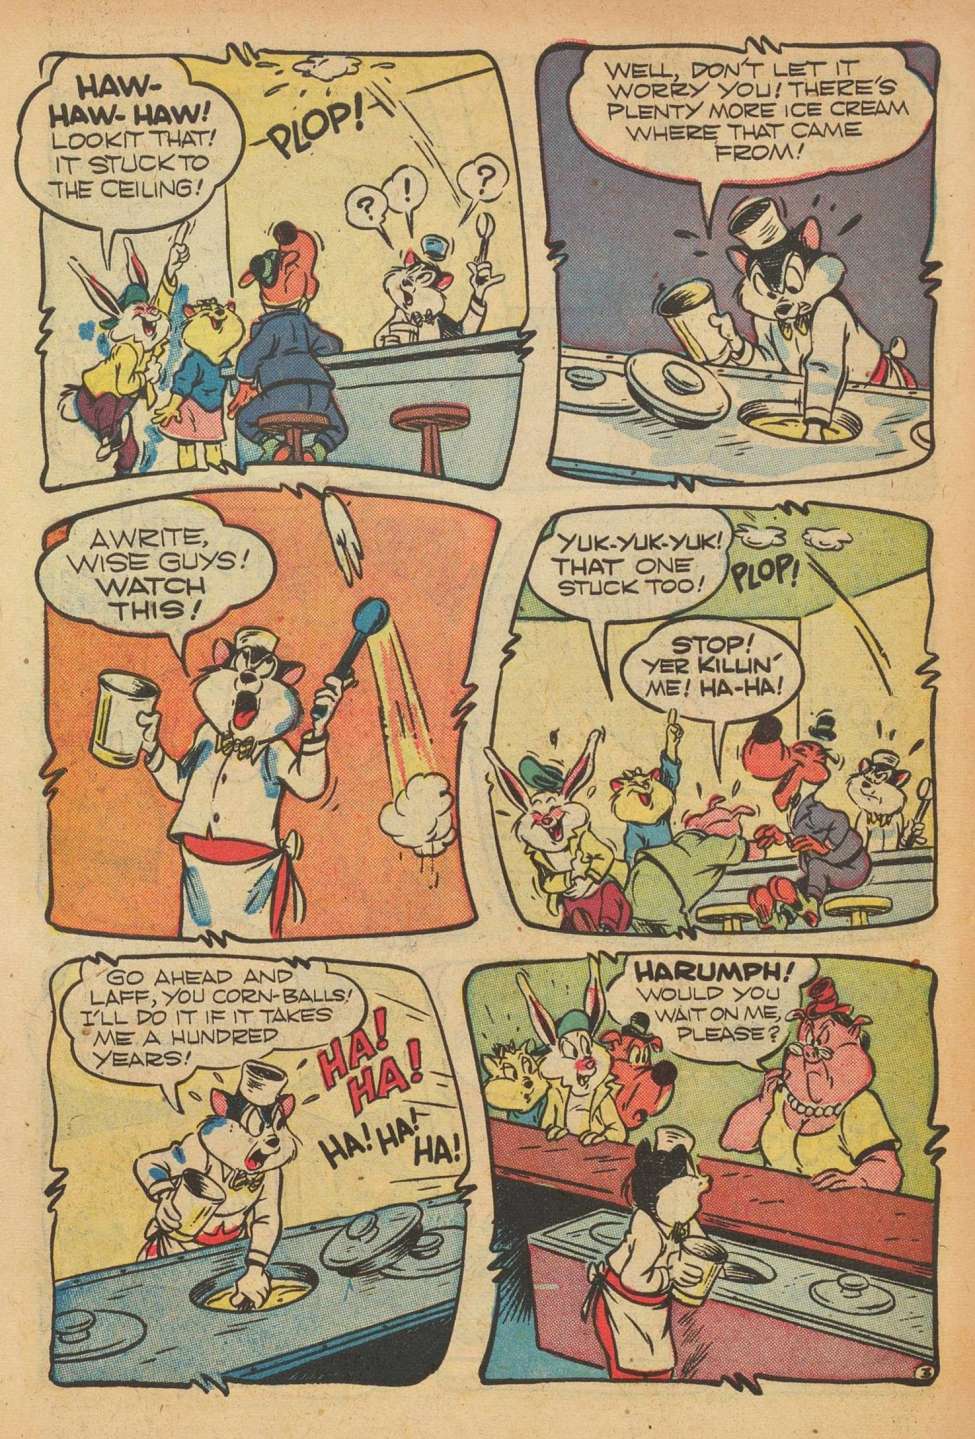 HAW-
HAW-HAW!
LOOKIT THAT!
IT STUCK TO
THE CEILING!
PLOP!
?
!
?
WELL, DON'T LET IT
WORRY YOU! THERE'S
PLENTY MORE ICE CREAM
WHERE THAT CAME
FROM!
AWRITE,
WISE GUYS!
WATCH
THIS!
YUK-YUK-YUK!
THAT ONE
STUCK TOO!
PLOP!
STOP!
YER KILLIN'
ME! HA-HA!
GO AHEAD AND
LAFF, YOU CORN-BALLS!
I'LL DO IT IF IT TAKES
ME A HUNDRED
YEARS!
HA!
HA!
HA! HA!
HA!
HARUMPH!
WOULD YOU
WAIT ON ME,
PLEASE?
3